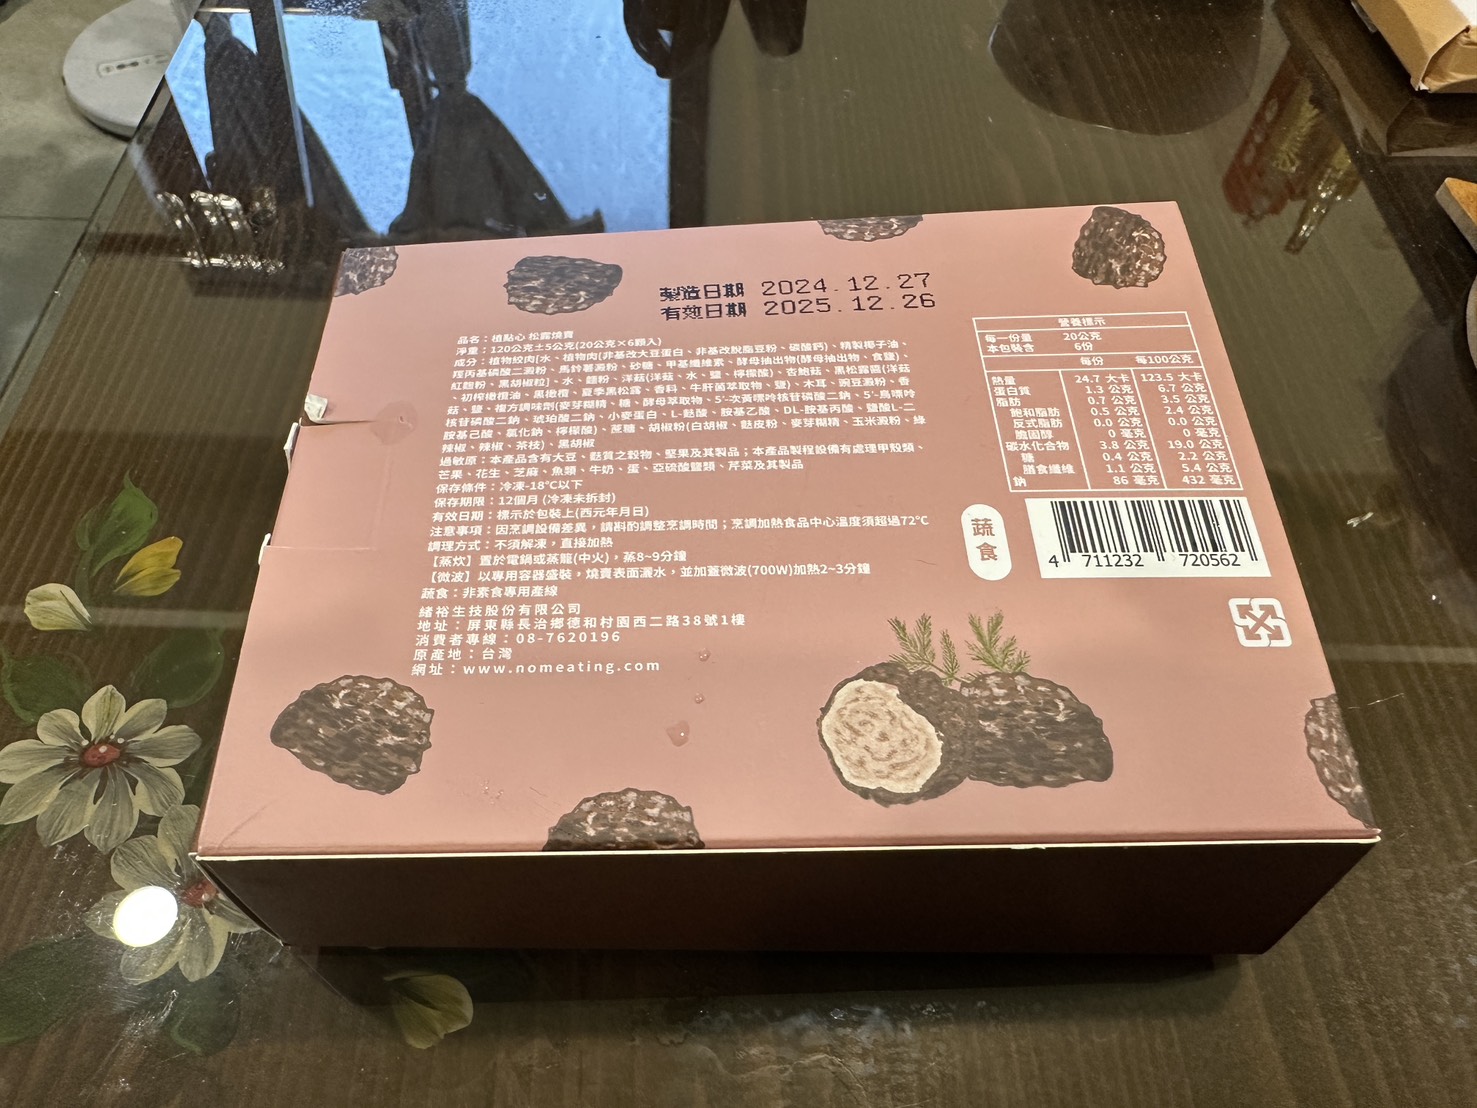 製造日期 2024.12.27
有效日期 2025.12.26
品名：植點心 松露燒賣
淨重：120公克±5公克(20公克×6顆入)
成分：植物絞肉[水、植物肉(非基改大豆蛋白、非基改脫脂豆粉、碳酸鈣)、精製椰子油、
羥丙基磷酸二澱粉、馬鈴薯澱粉、砂糖、甲基纖維素、酵母抽出物(酵母抽出物、食鹽)、
紅麴粉、黑胡椒粒]、水、麵粉、洋菇(洋菇、水、鹽、檸檬酸)、杏鮑菇、黑松露醬(洋菇
、初榨橄欖油、黑橄欖、夏季黑松露、香料、牛肝菌萃取物、鹽)、木耳、豌豆澱粉、香
菇、鹽、複方調味劑(麥芽糊精、糖、酵母萃取物、5'-次黃嘌呤核苷磷酸二鈉、5'-鳥嘌呤
核苷磷酸二鈉、琥珀酸二鈉、小麥蛋白、L-麩酸、胺基乙酸、DL-胺基丙酸、鹽酸L-二
胺基己酸、氯化鈉、檸檬酸)、蔗糖、胡椒粉(白胡椒、麩皮粉、麥芽糊精、玉米澱粉、綠
辣椒、辣椒、茶枝)、黑胡椒
過敏原：本產品含有大豆、麩質之穀物、堅果及其製品；本產品製程設備有處理甲殼類、
芒果、花生、芝麻、魚類、牛奶、蛋、亞硫酸鹽類、芹菜及其製品
保存條件：冷凍-18℃以下
保存期限：12個月 (冷凍未拆封)
有效日期：標示於包裝上(西元年月日)
注意事項：因烹調設備差異，請斟酌調整烹調時間；烹調加熱食品中心溫度須超過72℃
調理方式：不須解凍，直接加熱
【蒸炊】置於電鍋或蒸籠(中火)，蒸8~9分鐘
【微波】以專用容器盛裝，燒賣表面灑水，並加蓋微波(700W)加熱2~3分鐘
蔬食：非素食專用產線
緒裕生技股份有限公司
地址：屏東縣長治鄉德和村園西二路38號1樓
消費者專線：08-7620196
原產地：台灣
網址：www.nomeating.com
營養標示
每一份量 20公克
本包裝含 6份
每份 每100公克
熱量 24.7 大卡 123.5 大卡
蛋白質 1.3 公克 6.7 公克
脂肪 0.7 公克 3.5 公克
飽和脂肪 0.5 公克 2.4 公克
反式脂肪 0.0 公克 0.0 公克
膽固醇 0 毫克 0 毫克
碳水化合物 3.8 公克 19.0 公克
糖 0.4 公克 2.2 公克
膳食纖維 1.1 公克 5.4 公克
鈉 86 毫克 432 毫克
蔬食
4 711232 720562